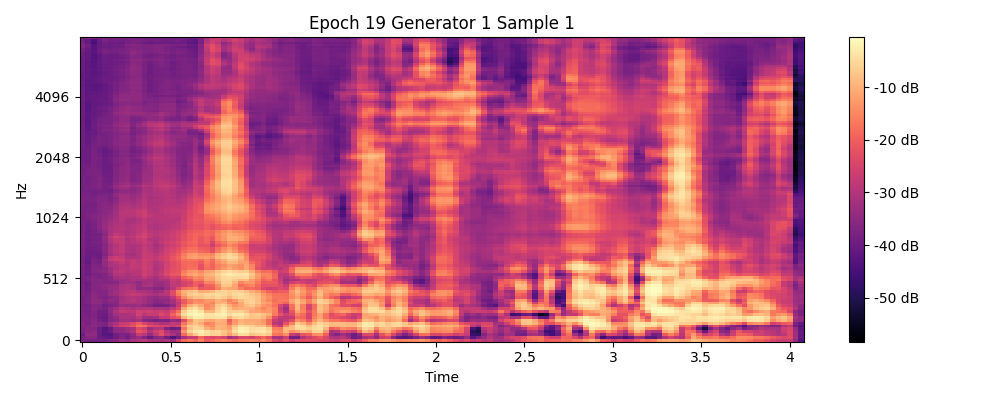 Epoch 19 Generator 1 Sample 1
Hz
4096
2048
1024
512
0
0 0.5 1 1.5 2 2.5 3 3.5 4
Time
-10 dB
-20 dB
-30 dB
-40 dB
-50 dB